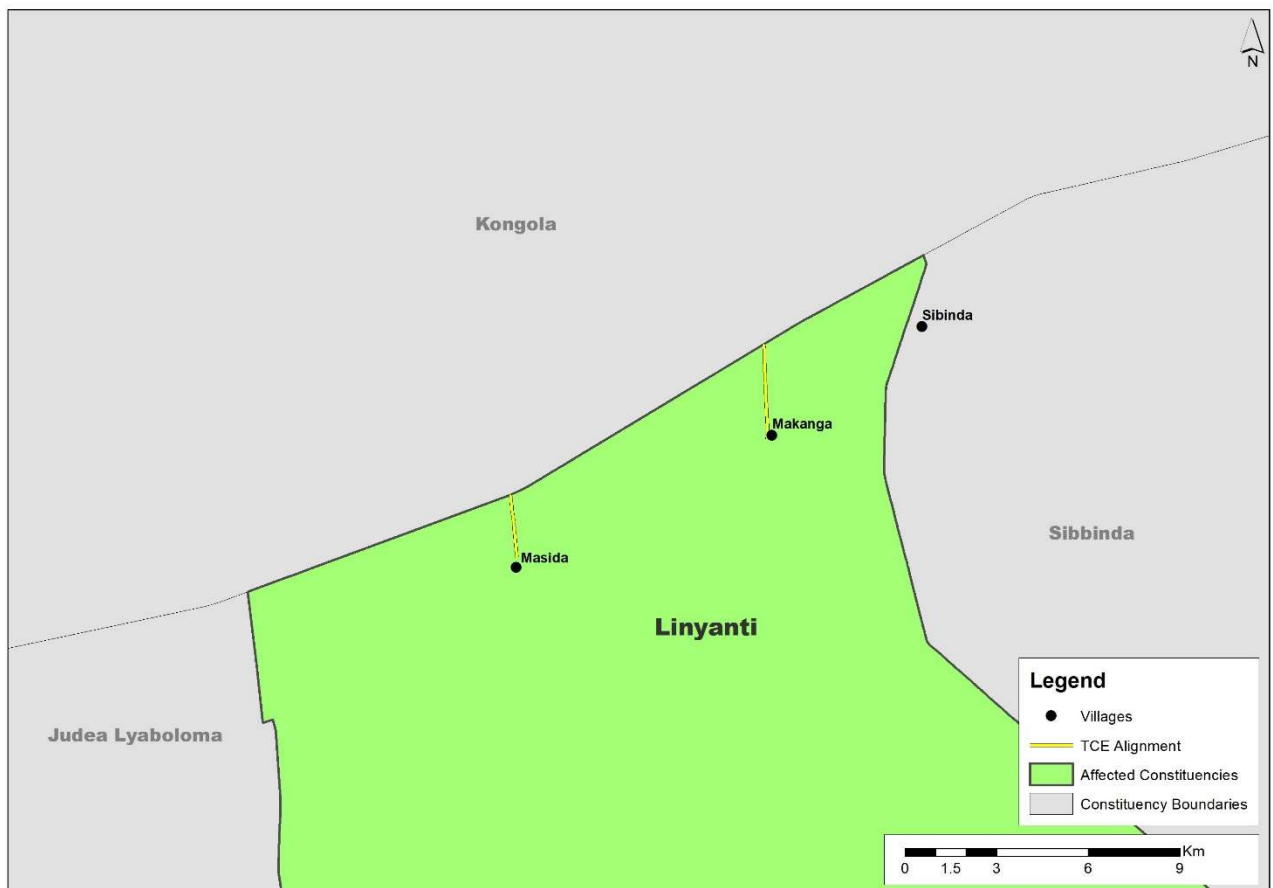 N
Kongola
Sibinda
Makanga
Sibbinda
Masida
Linyanti
Judea Lyaboloma
Legend
Villages
TCE Alignment
Affected Constituencies
Constituency Boundaries
Km
0 1.5 3 6 9